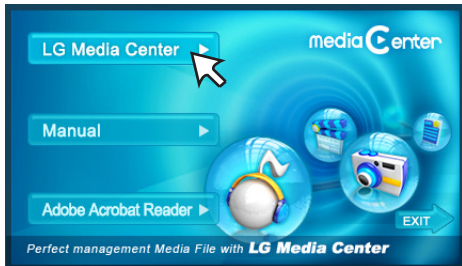 LG Media Center
media Center
Manual
Adobe Acrobat Reader
EXIT
Perfect management Media File with LG Media Center